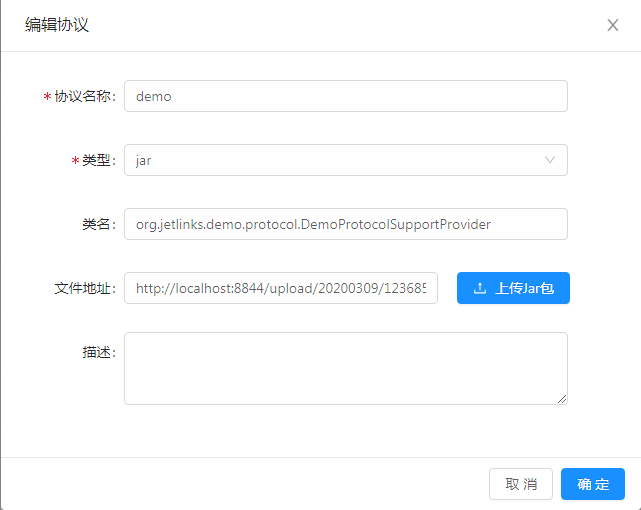 编辑协议
* 协议名称: demo
* 类型: jar
类名: org.jetlinks.demo.protocol.DemoProtocolSupportProvider
文件地址: http://localhost:8844/upload/20200309/123685 上传Jar包
描述:
取 消 确 定